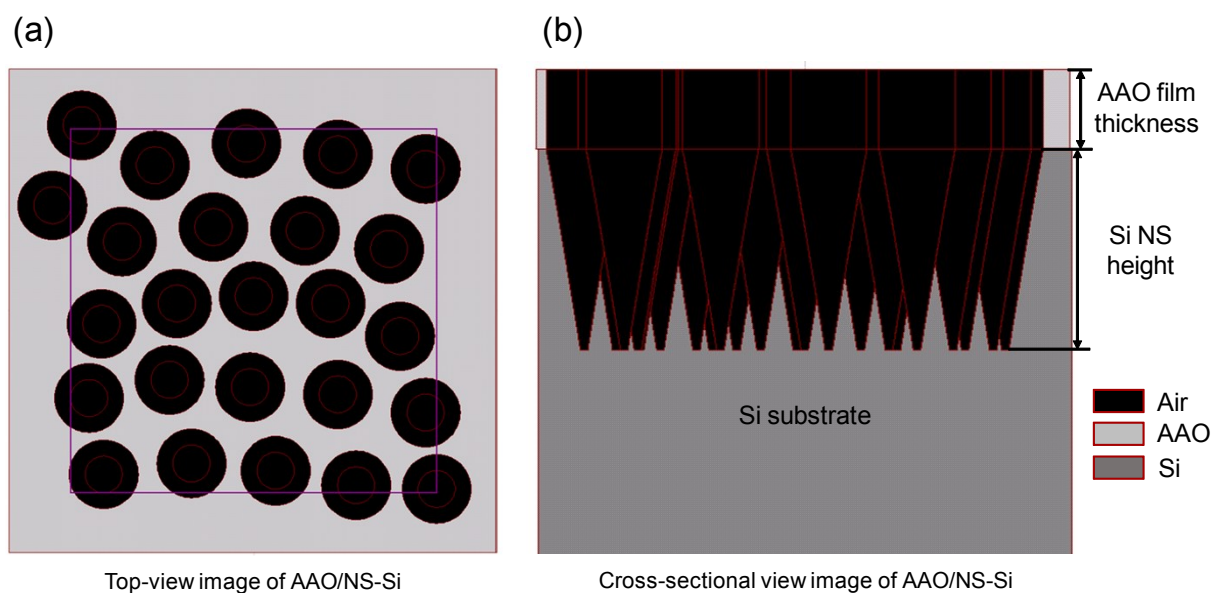 (a)
(b)
AAO film
thickness
Si NS
height
Si substrate
Air
AAO
Si
Top-view image of AAO/NS-Si
Cross-sectional view image of AAO/NS-Si